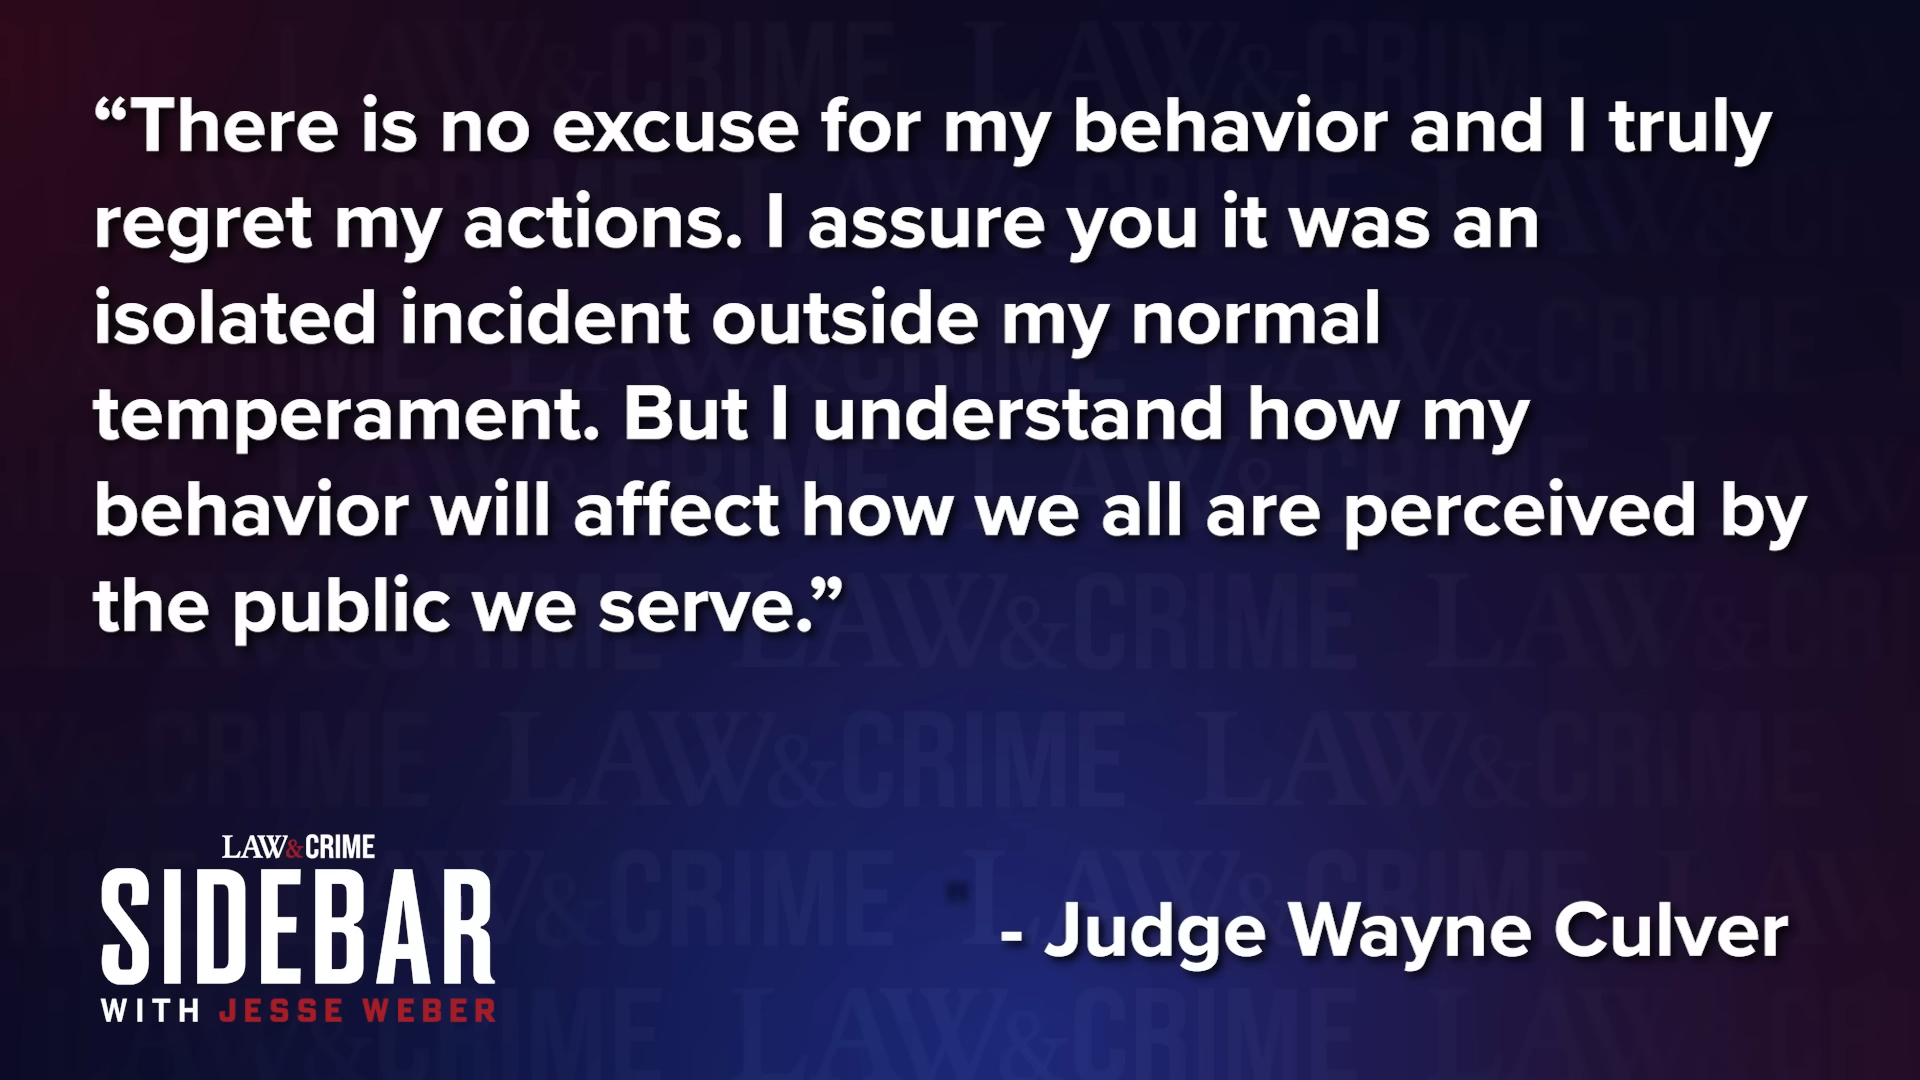 “There is no excuse for my behavior and I truly
regret my actions. I assure you it was an
isolated incident outside my normal
temperament. But I understand how my
behavior will affect how we all are perceived by
the public we serve.”
LAW&CRIME
SIDEBAR
WITH JESSE WEBER
- Judge Wayne Culver